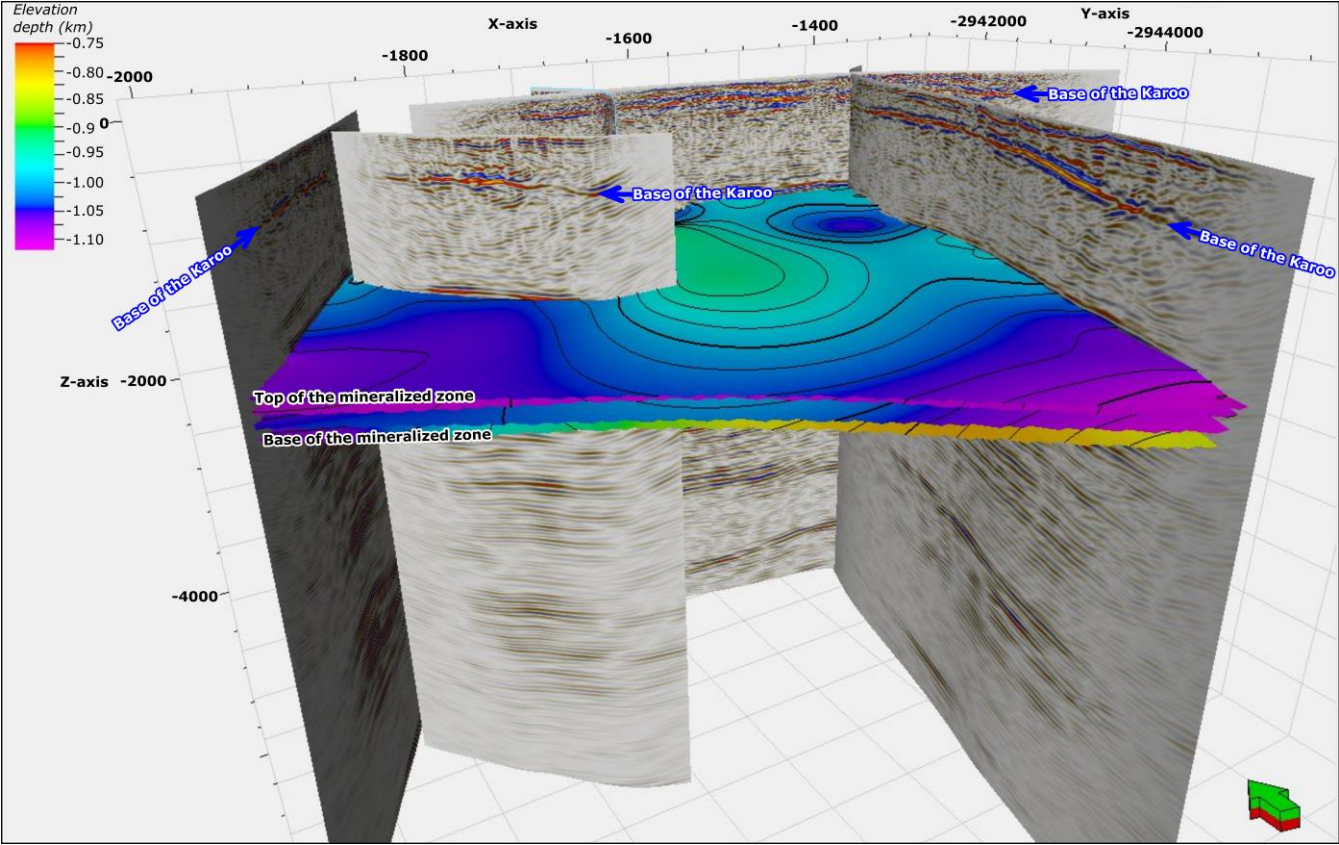 Elevation
depth (km)
-0.75
-0.80
-0.85
-0.9
-0.95
-1.00
-1.05
-1.10
X-axis
Y-axis
-2000
-1800
-1600
-1400
-2942000
-2944000
0
Z-axis
-2000
-4000
Base of the Karoo
Base of the Karoo
Base of the Karoo
Base of the Karoo
Top of the mineralized zone
Base of the mineralized zone